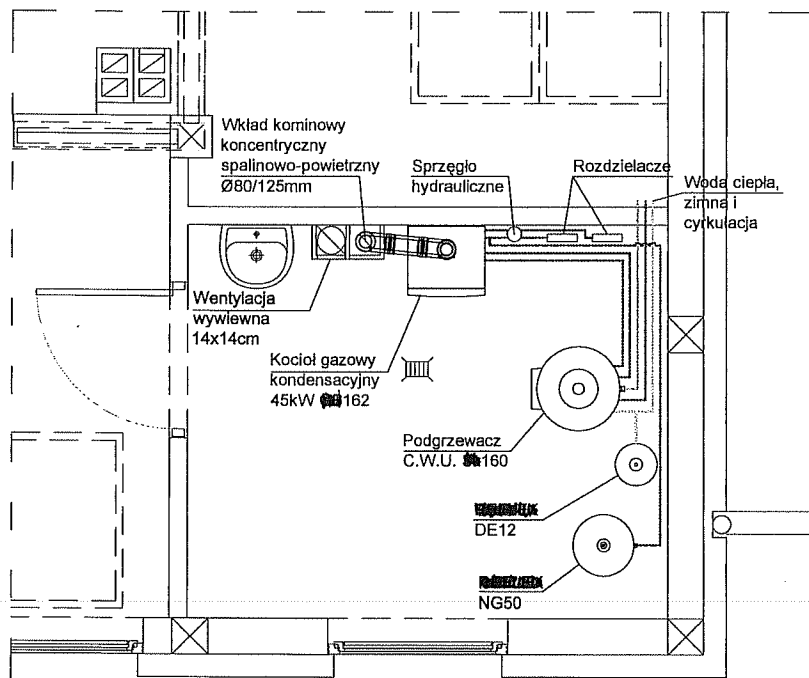 Wkład kominowy
koncentryczny
spalinowo-powietrzny
Ø80/125mm
Sprzęgło
hydrauliczne
Rozdzielacze
Woda ciepła,
zimna i
cyrkulacja
Wentylacja
wywiewna
14x14cm
Kocioł gazowy
kondensacyjny
45kW 162
Podgrzewacz
C.W.U. 160
DE12
NG50